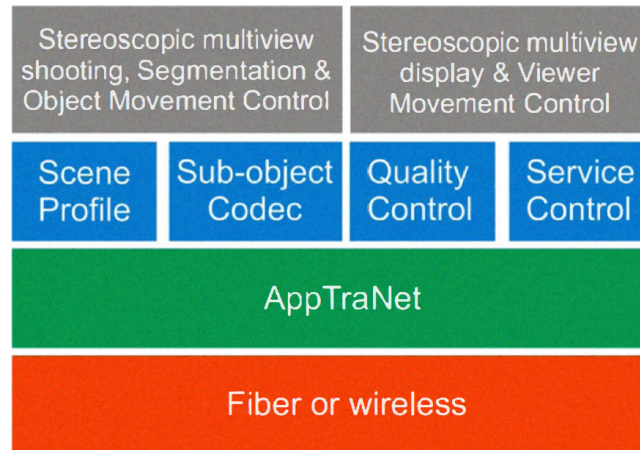 Stereoscopic multiview
shooting, Segmentation &
Object Movement Control
Stereoscopic multiview
display & Viewer
Movement Control
Scene
Profile
Sub-object
Codec
Quality
Control
Service
Control
AppTraNet
Fiber or wireless